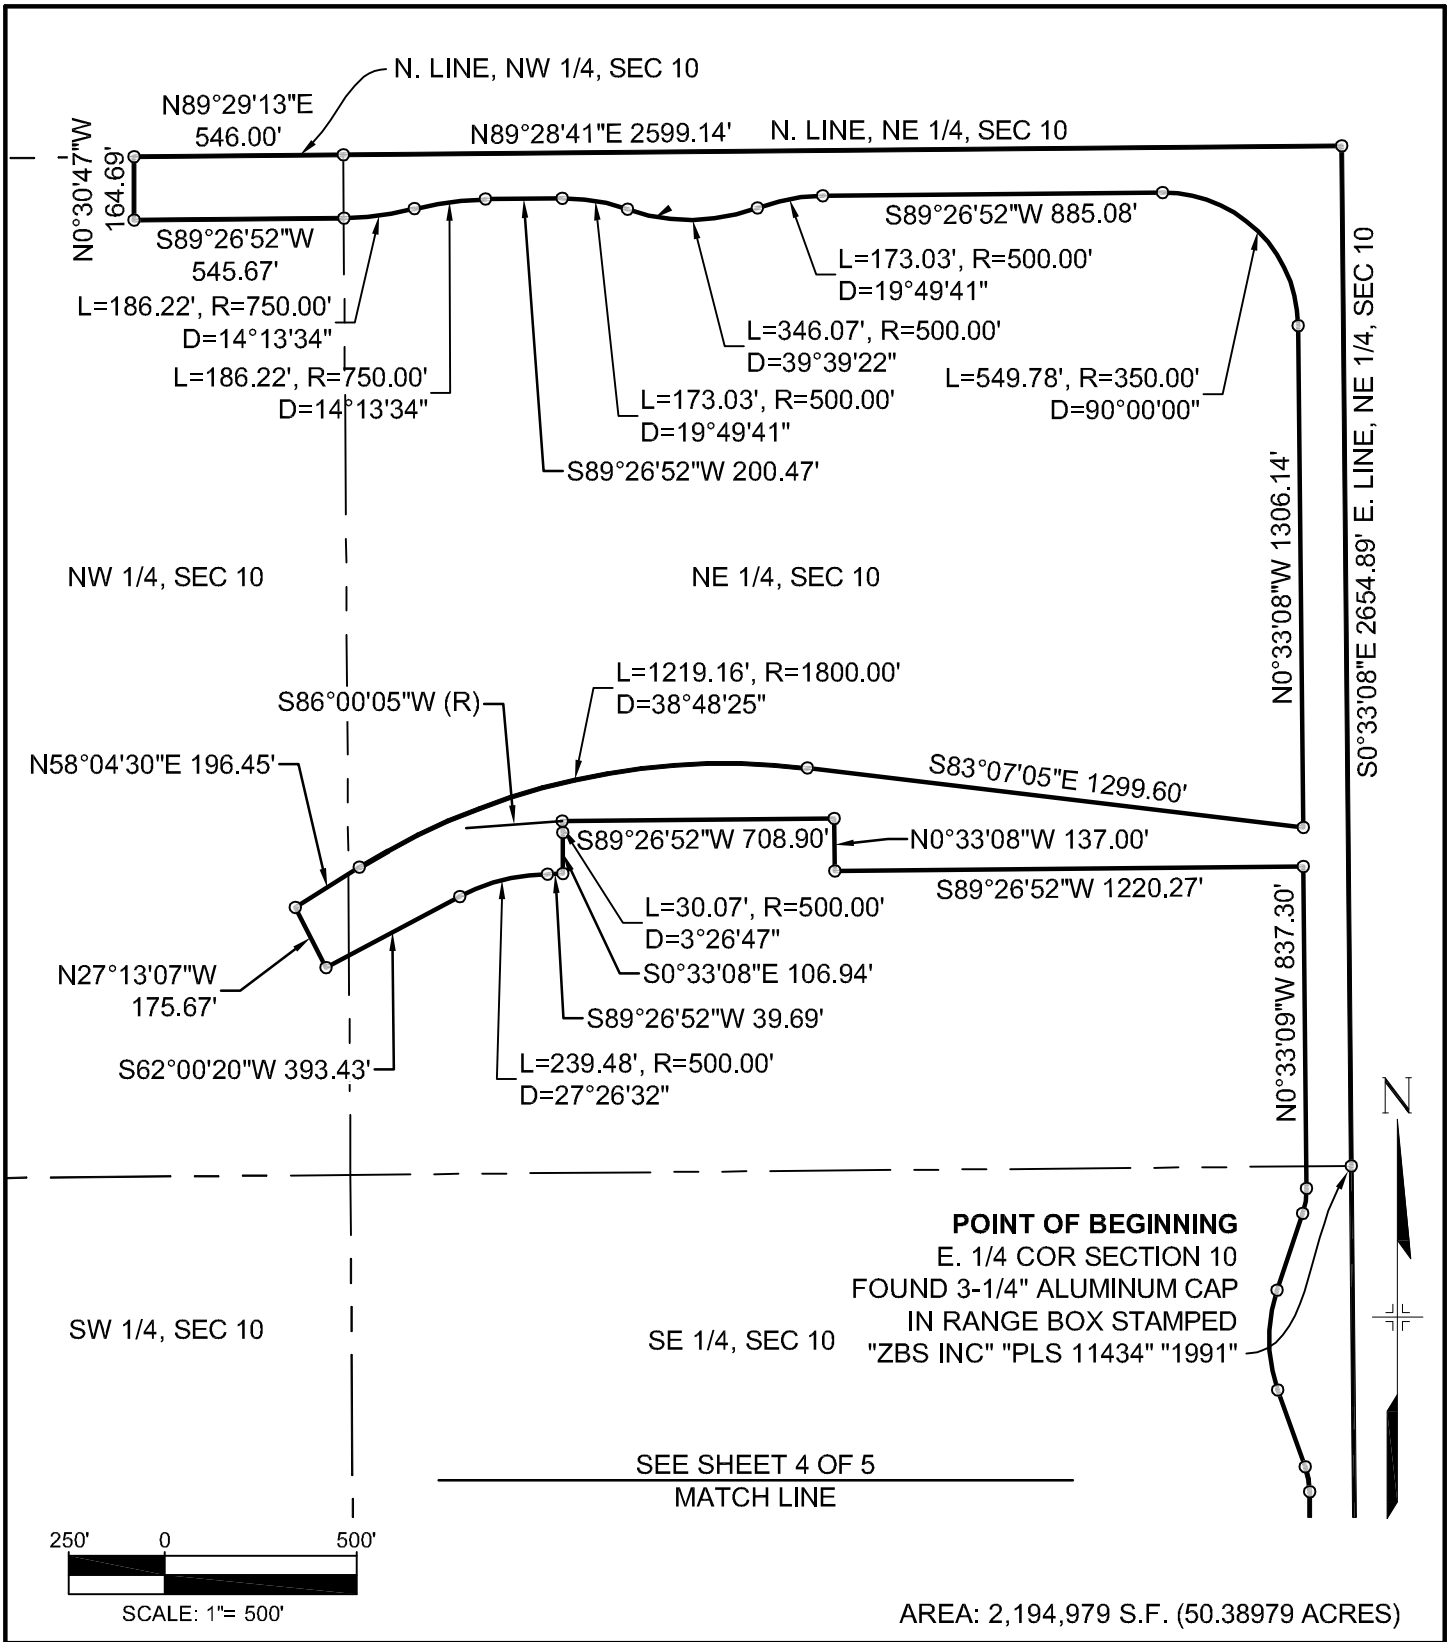 N. LINE, NW 1/4, SEC 10
N89°29'13"E
546.00'
N89°28'41"E 2599.14'
N. LINE, NE 1/4, SEC 10
N0°30'47"W
164.69'
S89°26'52"W
545.67'
S89°26'52"W 885.08'
L=173.03', R=500.00'
D=19°49'41"
L=186.22', R=750.00'
D=14°13'34"
L=346.07', R=500.00'
D=39°39'22"
L=186.22', R=750.00'
D=14°13'34"
L=549.78', R=350.00'
D=90°00'00"
L=173.03', R=500.00'
D=19°49'41"
S89°26'52"W 200.47'
N0°33'08"W 1306.14'
S0°33'08"E 2654.89' E. LINE, NE 1/4, SEC 10
NW 1/4, SEC 10
NE 1/4, SEC 10
L=1219.16', R=1800.00'
D=38°48'25"
S86°00'05"W (R)
N58°04'30"E 196.45'
S83°07'05"E 1299.60'
S89°26'52"W 708.90'
N0°33'08"W 137.00'
S89°26'52"W 1220.27'
L=30.07', R=500.00'
D=3°26'47"
N27°13'07"W
175.67'
S0°33'08"E 106.94'
S89°26'52"W 39.69'
S62°00'20"W 393.43'
L=239.48', R=500.00'
D=27°26'32"
N0°33'09"W 837.30'
N
POINT OF BEGINNING
E. 1/4 COR SECTION 10
FOUND 3-1/4" ALUMINUM CAP
IN RANGE BOX STAMPED
"ZBS INC" "PLS 11434" "1991"
SW 1/4, SEC 10
SE 1/4, SEC 10
SEE SHEET 4 OF 5
MATCH LINE
250' 0 500'
SCALE: 1"= 500'
AREA: 2,194,979 S.F. (50.38979 ACRES)